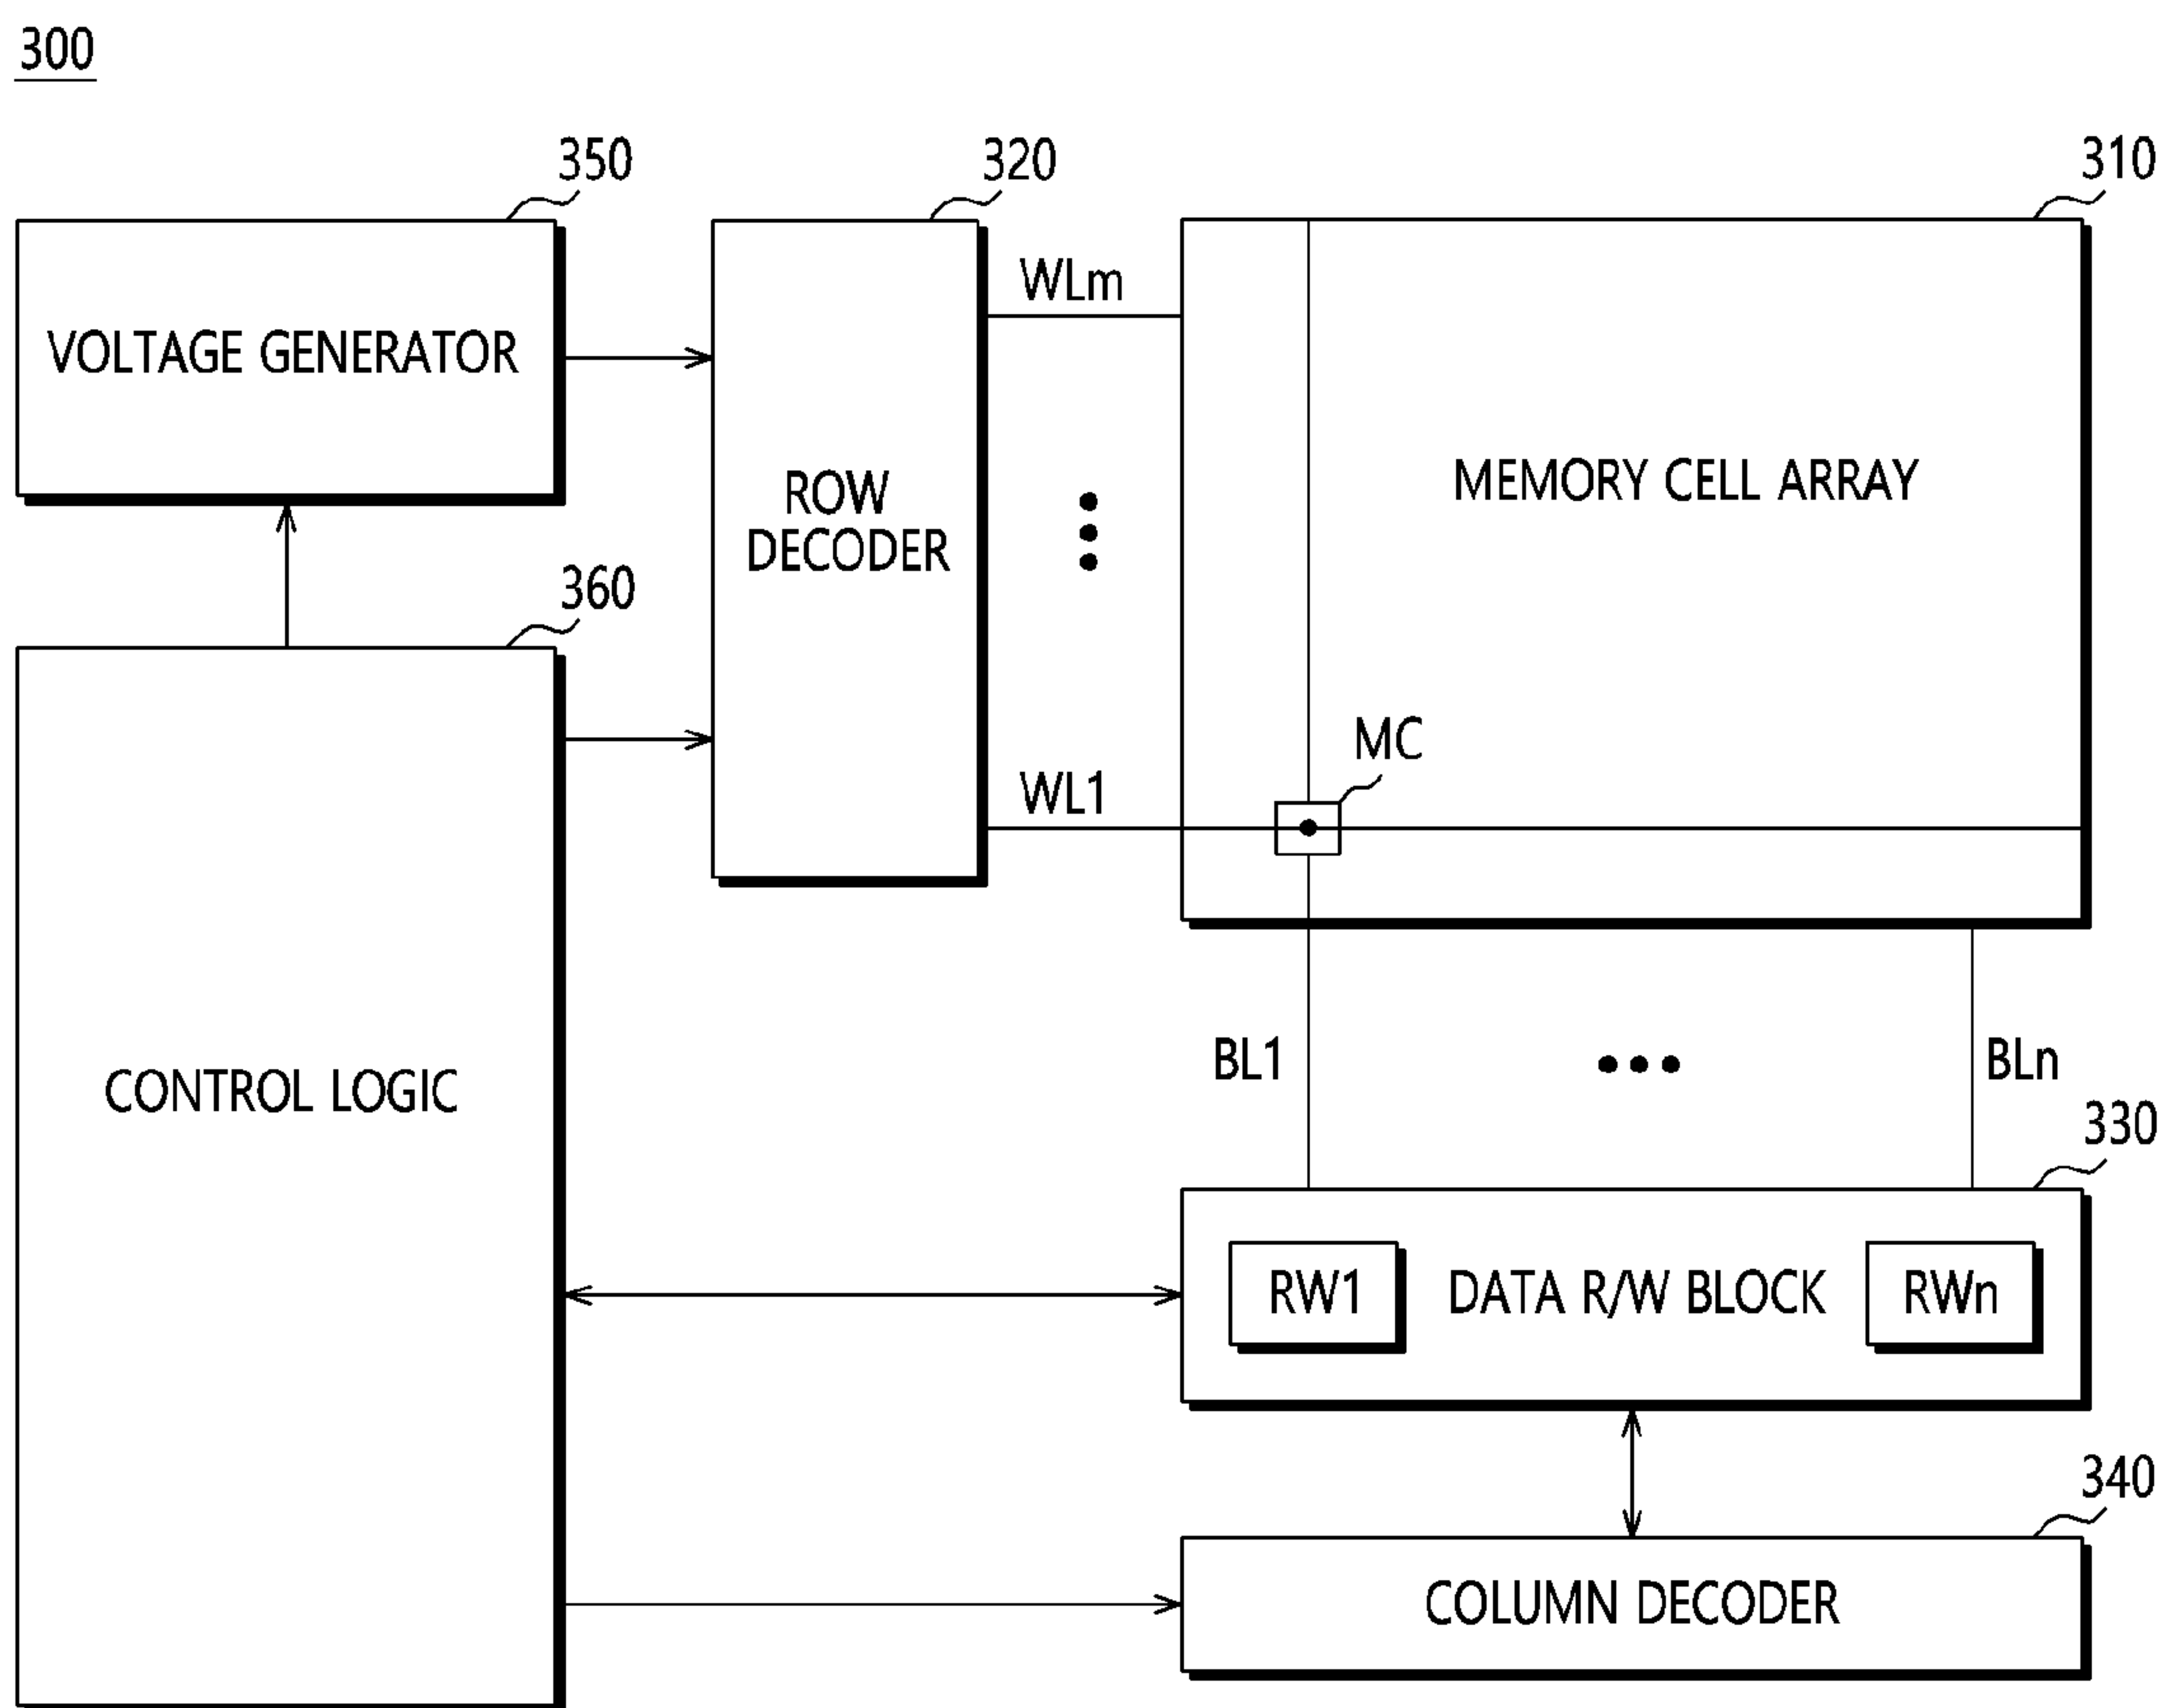 300
350
320
310
VOLTAGE GENERATOR
WLm
ROW
DECODER
MEMORY CELL ARRAY
360
MC
WL1
CONTROL LOGIC
BL1
BLn
330
RW1
DATA R/W BLOCK
RWn
340
COLUMN DECODER